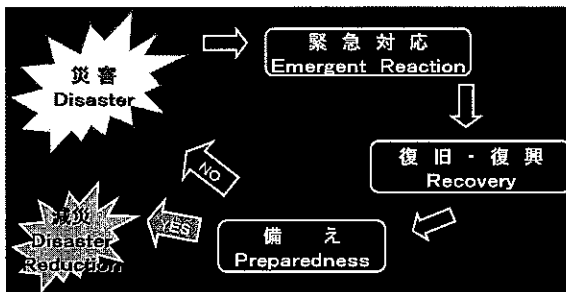 災害
Disaster
緊急対応
Emergent Reaction
復旧・復興
Recovery
備え
Preparedness
NO
YES
減災
Disaster
Reduction